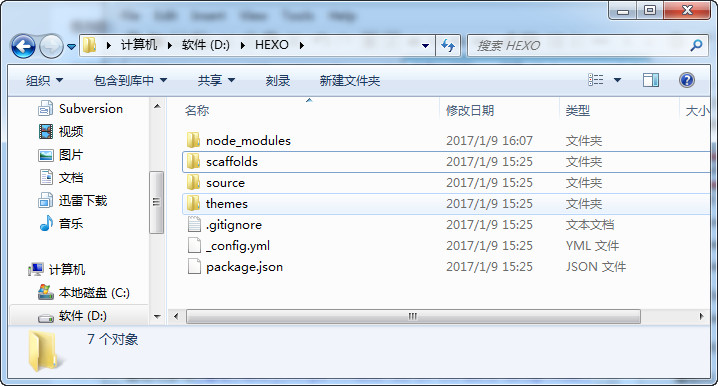 File Edit Insert View Tools Help
计算机 软件 (D:) HEXO 搜索 HEXO
组织 包含到库中 共享 刻录 新建文件夹
名称 修改日期 类型 大小
Subversion
视频
图片
文档
迅雷下载
音乐
计算机
本地磁盘 (C:)
软件 (D:)
node_modules 2017/1/9 16:07 文件夹
scaffolds 2017/1/9 15:25 文件夹
source 2017/1/9 15:25 文件夹
themes 2017/1/9 15:25 文件夹
.gitignore 2017/1/9 15:25 文本文档
_config.yml 2017/1/9 15:25 YML 文件
package.json 2017/1/9 15:25 JSON 文件
7 个对象